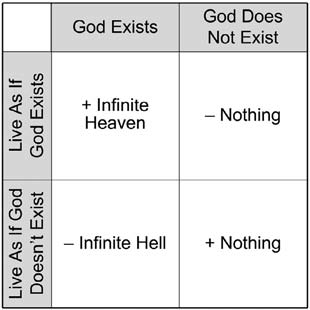 God Exists
God Does
Not Exist
Live As If
God Exists
+ Infinite
Heaven
– Nothing
Live As If God
Doesn't Exist
– Infinite Hell
+ Nothing